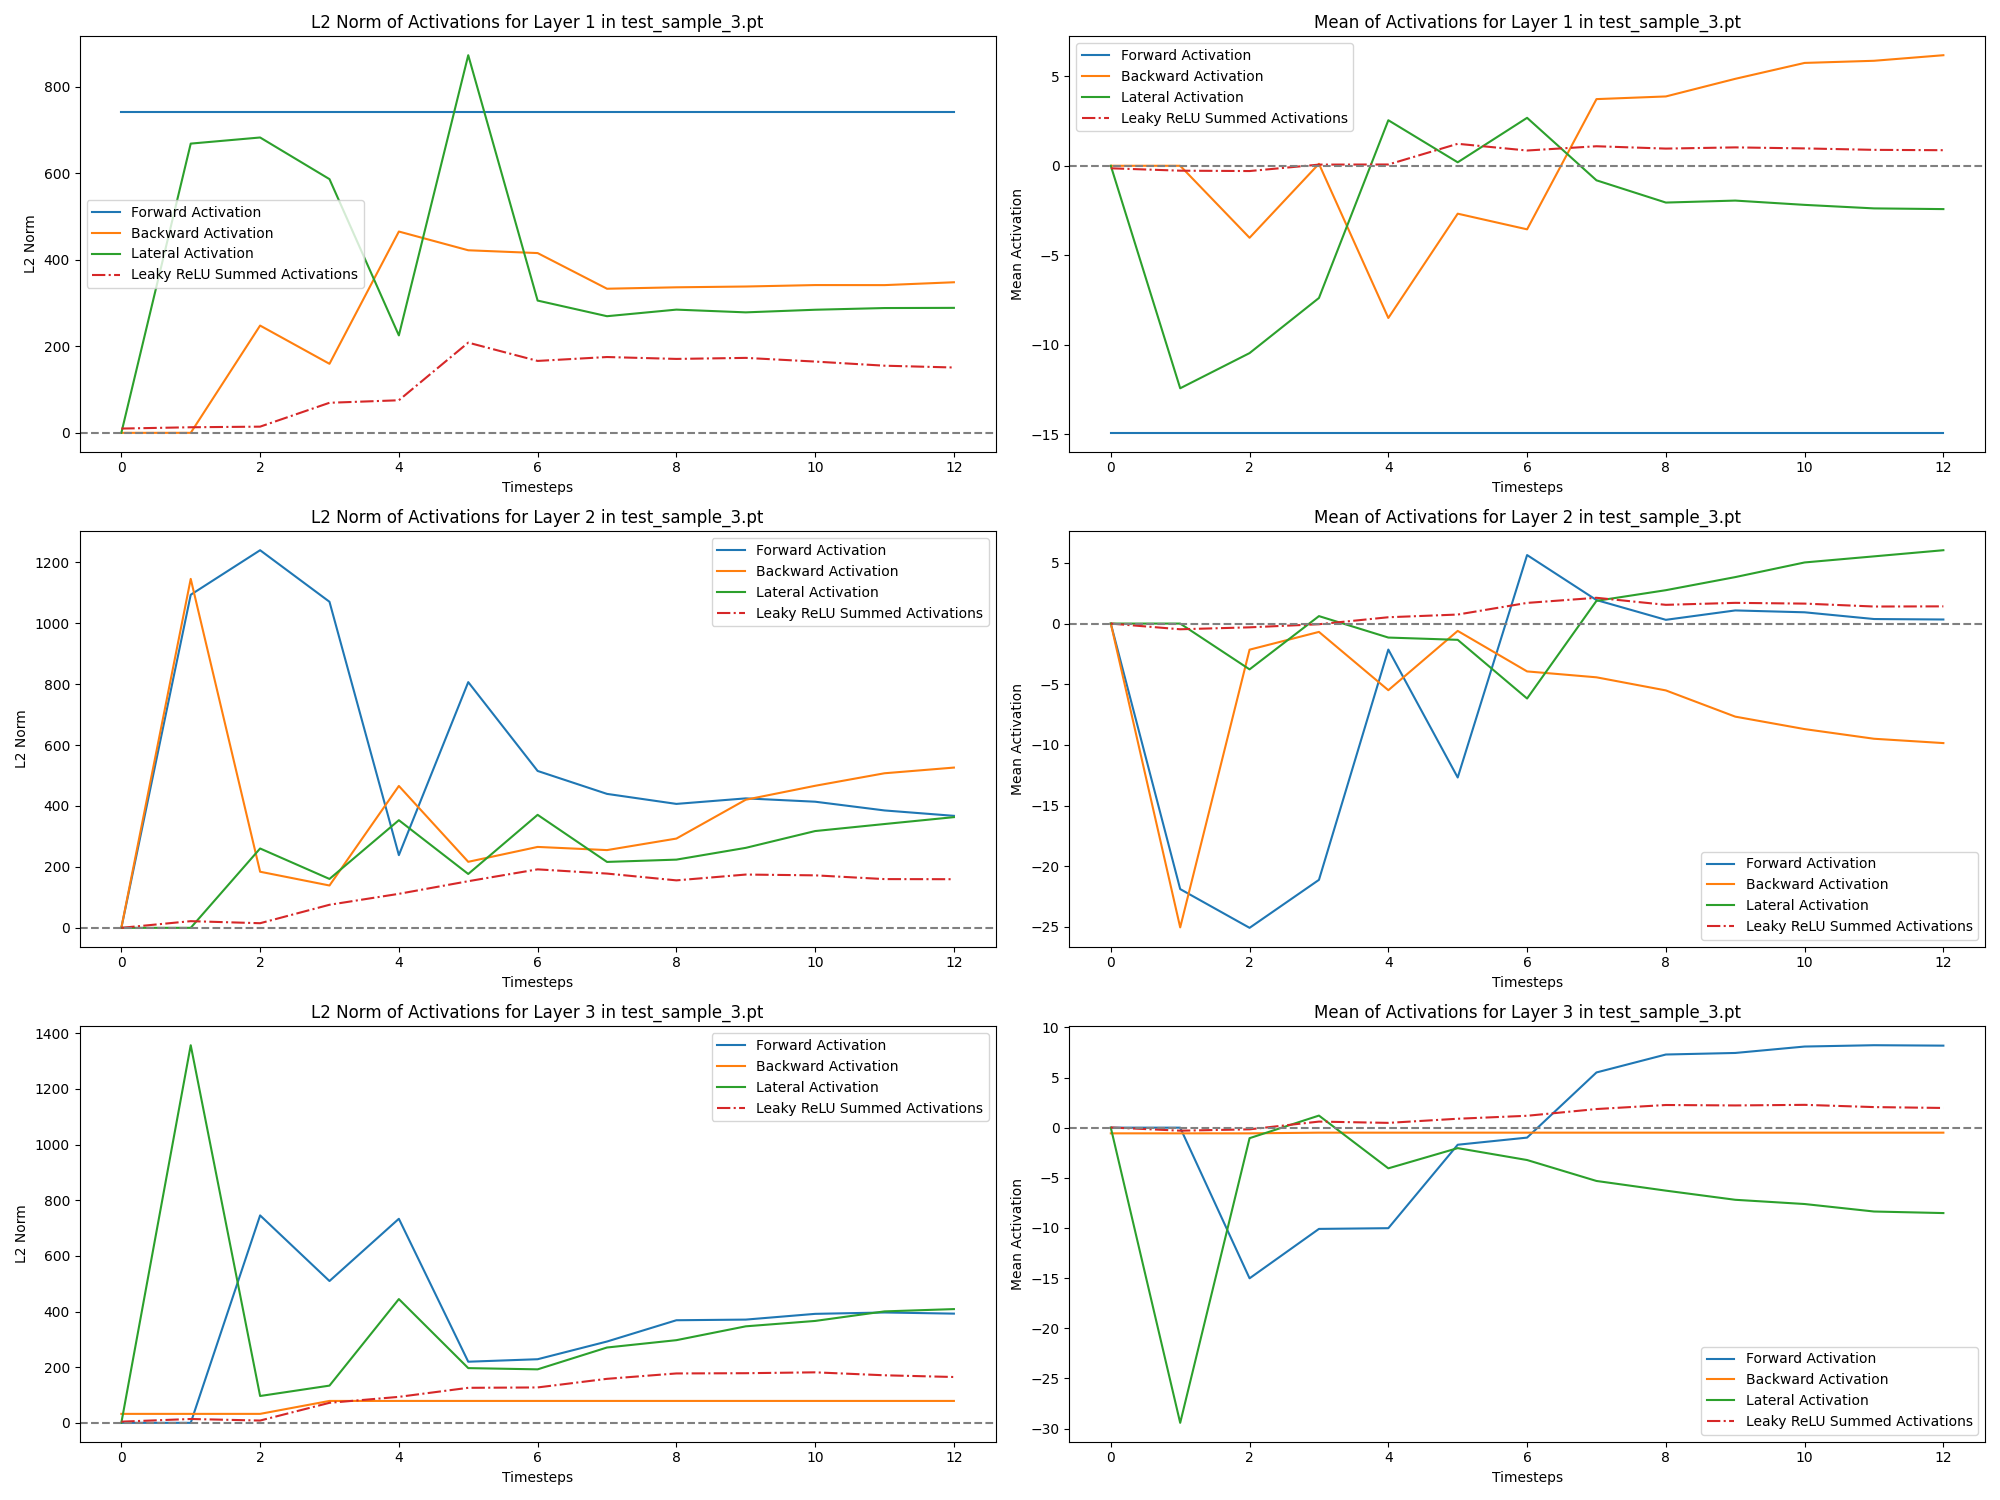 L2 Norm of Activations for Layer 1 in test_sample_3.pt
L2 Norm
800
600
400
200
0
Forward Activation
Backward Activation
Lateral Activation
Leaky ReLU Summed Activations
0 2 4 6 8 10 12
Timesteps
Mean of Activations for Layer 1 in test_sample_3.pt
Mean Activation
5
0
−5
−10
−15
Forward Activation
Backward Activation
Lateral Activation
Leaky ReLU Summed Activations
0 2 4 6 8 10 12
Timesteps
L2 Norm of Activations for Layer 2 in test_sample_3.pt
L2 Norm
1200
1000
800
600
400
200
0
Forward Activation
Backward Activation
Lateral Activation
Leaky ReLU Summed Activations
0 2 4 6 8 10 12
Timesteps
Mean of Activations for Layer 2 in test_sample_3.pt
Mean Activation
5
0
−5
−10
−15
−20
−25
Forward Activation
Backward Activation
Lateral Activation
Leaky ReLU Summed Activations
0 2 4 6 8 10 12
Timesteps
L2 Norm of Activations for Layer 3 in test_sample_3.pt
L2 Norm
1400
1200
1000
800
600
400
200
0
Forward Activation
Backward Activation
Lateral Activation
Leaky ReLU Summed Activations
0 2 4 6 8 10 12
Timesteps
Mean of Activations for Layer 3 in test_sample_3.pt
Mean Activation
10
5
0
−5
−10
−15
−20
−25
−30
Forward Activation
Backward Activation
Lateral Activation
Leaky ReLU Summed Activations
0 2 4 6 8 10 12
Timesteps